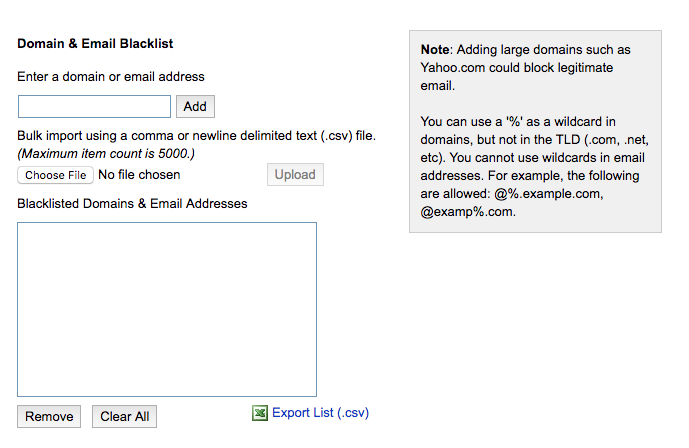 Domain & Email Blacklist
Enter a domain or email address
Add
Bulk import using a comma or newline delimited text (.csv) file.
(Maximum item count is 5000.)
Choose File No file chosen
Upload
Blacklisted Domains & Email Addresses
Remove
Clear All
Export List (.csv)
Note: Adding large domains such as
Yahoo.com could block legitimate
email.
You can use a '%' as a wildcard in
domains, but not in the TLD (.com, .net,
etc). You cannot use wildcards in email
addresses. For example, the following
are allowed: @%.example.com,
@examp%.com.